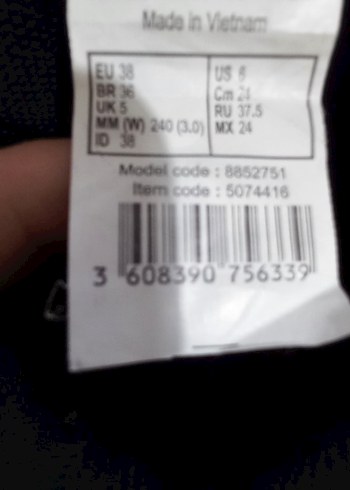 Made in Vietnam
EU 38 US 6
BR 36 Cm 24
UK 5 RU 37.5
MM (W) 240 (3.0) MX 24
ID 38
Model code : 8852751
Item code : 5074416
3 608390 756339